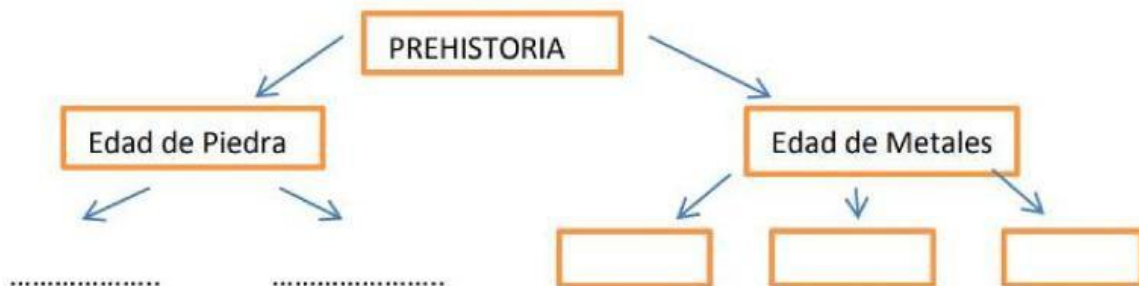 PREHISTORIA
Edad de Piedra
Edad de Metales
..................... ........................